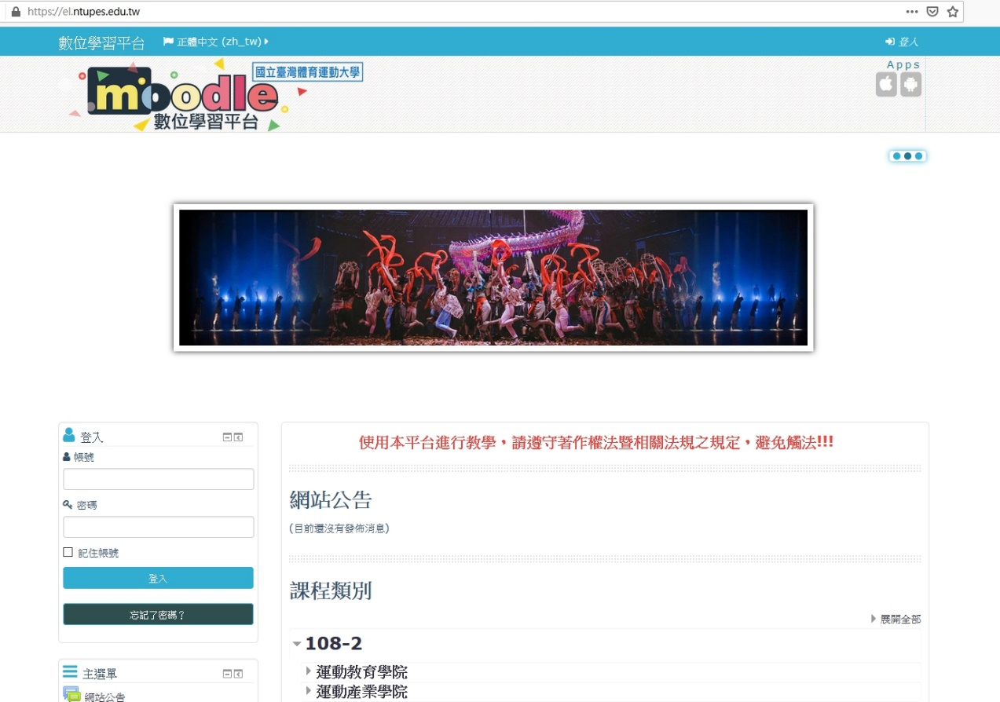 https://el.ntupes.edu.tw
數位學習平台 正體中文 (zh_tw) 登入
Apps
國立臺灣體育運動大學
moodle
數位學習平台
登入
帳號
密碼
記住帳號
登入
忘記了密碼？
主選單
網站公告
使用本平台進行教學，請遵守著作權法暨相關法規之規定，避免觸法!!!
網站公告
(目前還沒有發佈消息)
課程類別
展開全部
108-2
運動教育學院
運動產業學院